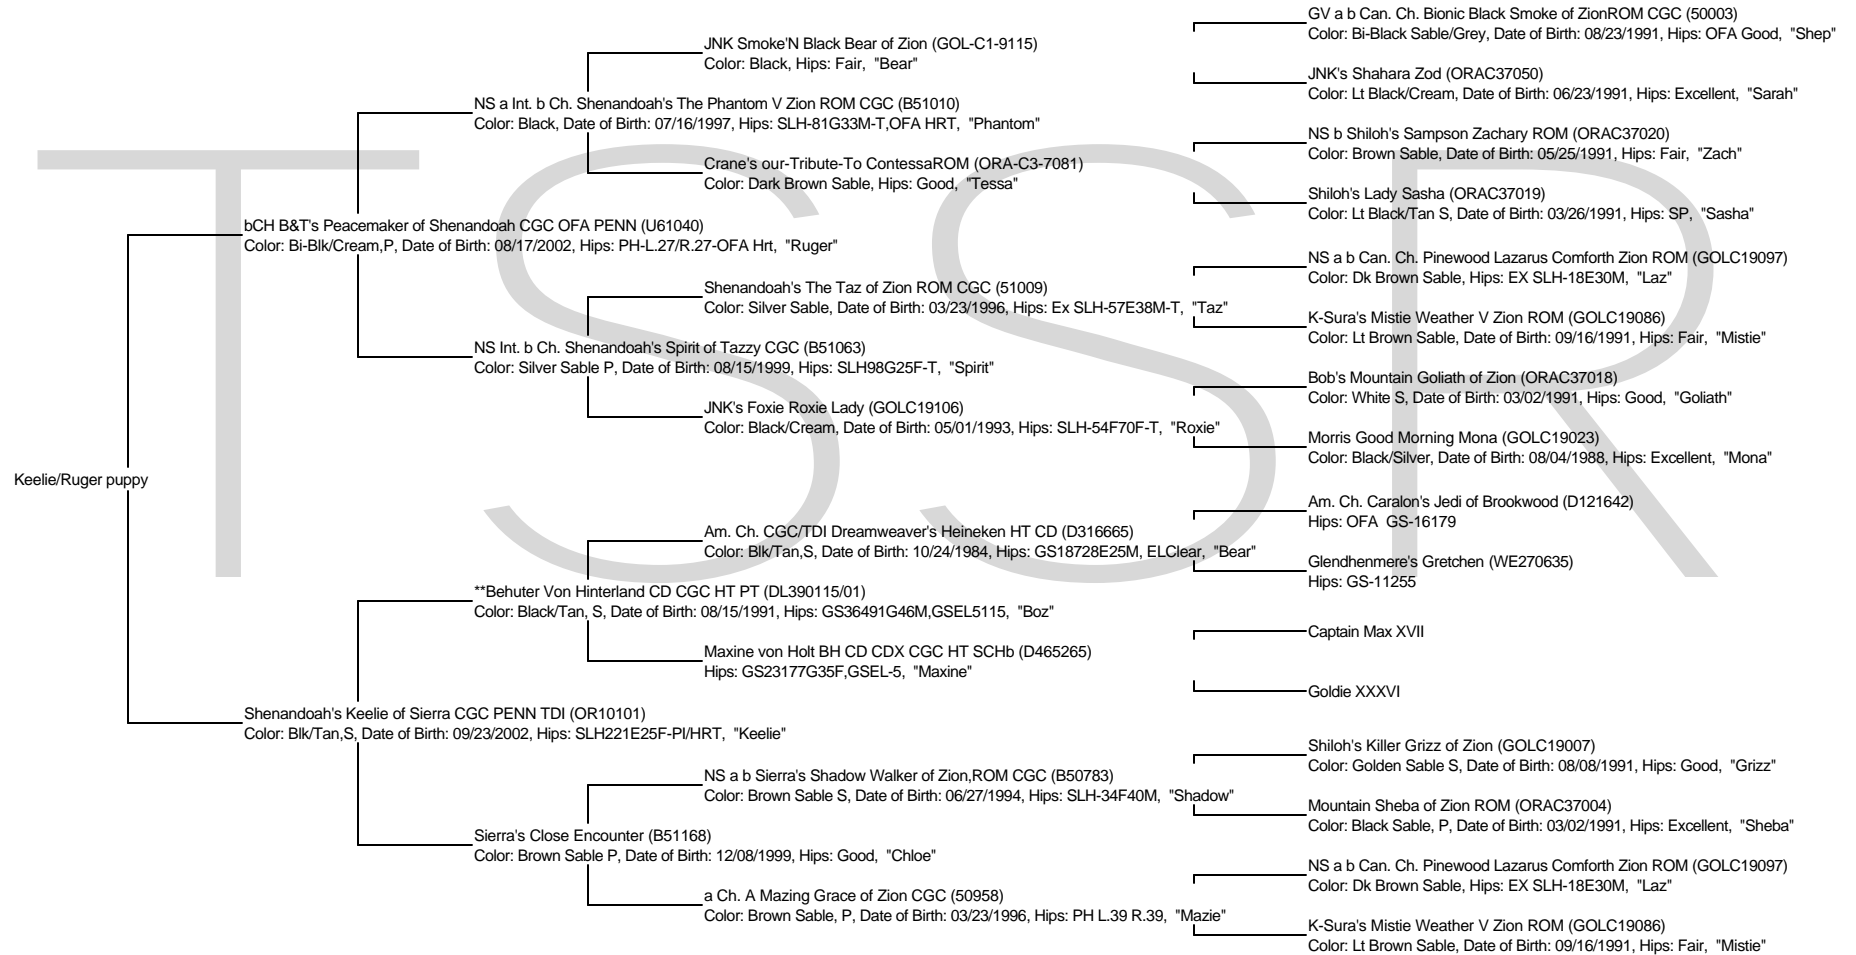 GV a b Can. Ch. Bionic Black Smoke of ZionROM CGC (50003)
Color: Bi-Black Sable/Grey, Date of Birth: 08/23/1991, Hips: OFA Good,  "Shep"
JNK Smoke'N Black Bear of Zion (GOL-C1-9115)
Color: Black, Hips: Fair,  "Bear"
JNK's Shahara Zod (ORAC37050)
Color: Lt Black/Cream, Date of Birth: 06/23/1991, Hips: Excellent,  "Sarah"
NS a Int. b Ch. Shenandoah's The Phantom V Zion ROM CGC (B51010)
Color: Black, Date of Birth: 07/16/1997, Hips: SLH-81G33M-T,OFA HRT,  "Phantom"
NS b Shiloh's Sampson Zachary ROM (ORAC37020)
Color: Brown Sable, Date of Birth: 05/25/1991, Hips: Fair,  "Zach"
Crane's our-Tribute-To ContessaROM (ORA-C3-7081)
Color: Dark Brown Sable, Hips: Good,  "Tessa"
Shiloh's Lady Sasha (ORAC37019)
Color: Lt Black/Tan S, Date of Birth: 03/26/1991, Hips: SP,  "Sasha"
bCH B&T's Peacemaker of Shenandoah CGC OFA PENN (U61040)
Color: Bi-Blk/Cream,P, Date of Birth: 08/17/2002, Hips: PH-L.27/R.27-OFA Hrt,  "Ruger"
NS a b Can. Ch. Pinewood Lazarus Comforth Zion ROM (GOLC19097)
Color: Dk Brown Sable, Hips: EX SLH-18E30M,  "Laz"
Shenandoah's The Taz of Zion ROM CGC (51009)
Color: Silver Sable, Date of Birth: 03/23/1996, Hips: Ex SLH-57E38M-T,  "Taz"
K-Sura's Mistie Weather V Zion ROM (GOLC19086)
Color: Lt Brown Sable, Date of Birth: 09/16/1991, Hips: Fair,  "Mistie"
NS Int. b Ch. Shenandoah's Spirit of Tazzy CGC (B51063)
Color: Silver Sable P, Date of Birth: 08/15/1999, Hips: SLH98G25F-T,  "Spirit"
Bob's Mountain Goliath of Zion (ORAC37018)
Color: White S, Date of Birth: 03/02/1991, Hips: Good,  "Goliath"
JNK's Foxie Roxie Lady (GOLC19106)
Color: Black/Cream, Date of Birth: 05/01/1993, Hips: SLH-54F70F-T,  "Roxie"
Morris Good Morning Mona (GOLC19023)
Color: Black/Silver, Date of Birth: 08/04/1988, Hips: Excellent,  "Mona"
Keelie/Ruger puppy
TSSR
Am. Ch. Caralon's Jedi of Brookwood (D121642)
Hips: OFA  GS-16179
Am. Ch. CGC/TDI Dreamweaver's Heineken HT CD (D316665)
Color: Blk/Tan,S, Date of Birth: 10/24/1984, Hips: GS18728E25M, ELClear,  "Bear"
Glendhenmere's Gretchen (WE270635)
Hips: GS-11255
**Behuter Von Hinterland CD CGC HT PT (DL390115/01)
Color: Black/Tan, S, Date of Birth: 08/15/1991, Hips: GS36491G46M,GSEL5115,  "Boz"
Captain Max XVII
Maxine von Holt BH CD CDX CGC HT SCHb (D465265)
Hips: GS23177G35F,GSEL-5,  "Maxine"
Goldie XXXVI
Shenandoah's Keelie of Sierra CGC PENN TDI (OR10101)
Color: Blk/Tan,S, Date of Birth: 09/23/2002, Hips: SLH221E25F-PI/HRT,  "Keelie"
Shiloh's Killer Grizz of Zion (GOLC19007)
Color: Golden Sable S, Date of Birth: 08/08/1991, Hips: Good,  "Grizz"
NS a b Sierra's Shadow Walker of Zion,ROM CGC (B50783)
Color: Brown Sable S, Date of Birth: 06/27/1994, Hips: SLH-34F40M,  "Shadow"
Mountain Sheba of Zion ROM (ORAC37004)
Color: Black Sable, P, Date of Birth: 03/02/1991, Hips: Excellent,  "Sheba"
Sierra's Close Encounter (B51168)
Color: Brown Sable P, Date of Birth: 12/08/1999, Hips: Good,  "Chloe"
NS a b Can. Ch. Pinewood Lazarus Comforth Zion ROM (GOLC19097)
Color: Dk Brown Sable, Hips: EX SLH-18E30M,  "Laz"
a Ch. A Mazing Grace of Zion CGC (50958)
Color: Brown Sable, P, Date of Birth: 03/23/1996, Hips: PH L.39 R.39,  "Mazie"
K-Sura's Mistie Weather V Zion ROM (GOLC19086)
Color: Lt Brown Sable, Date of Birth: 09/16/1991, Hips: Fair,  "Mistie"